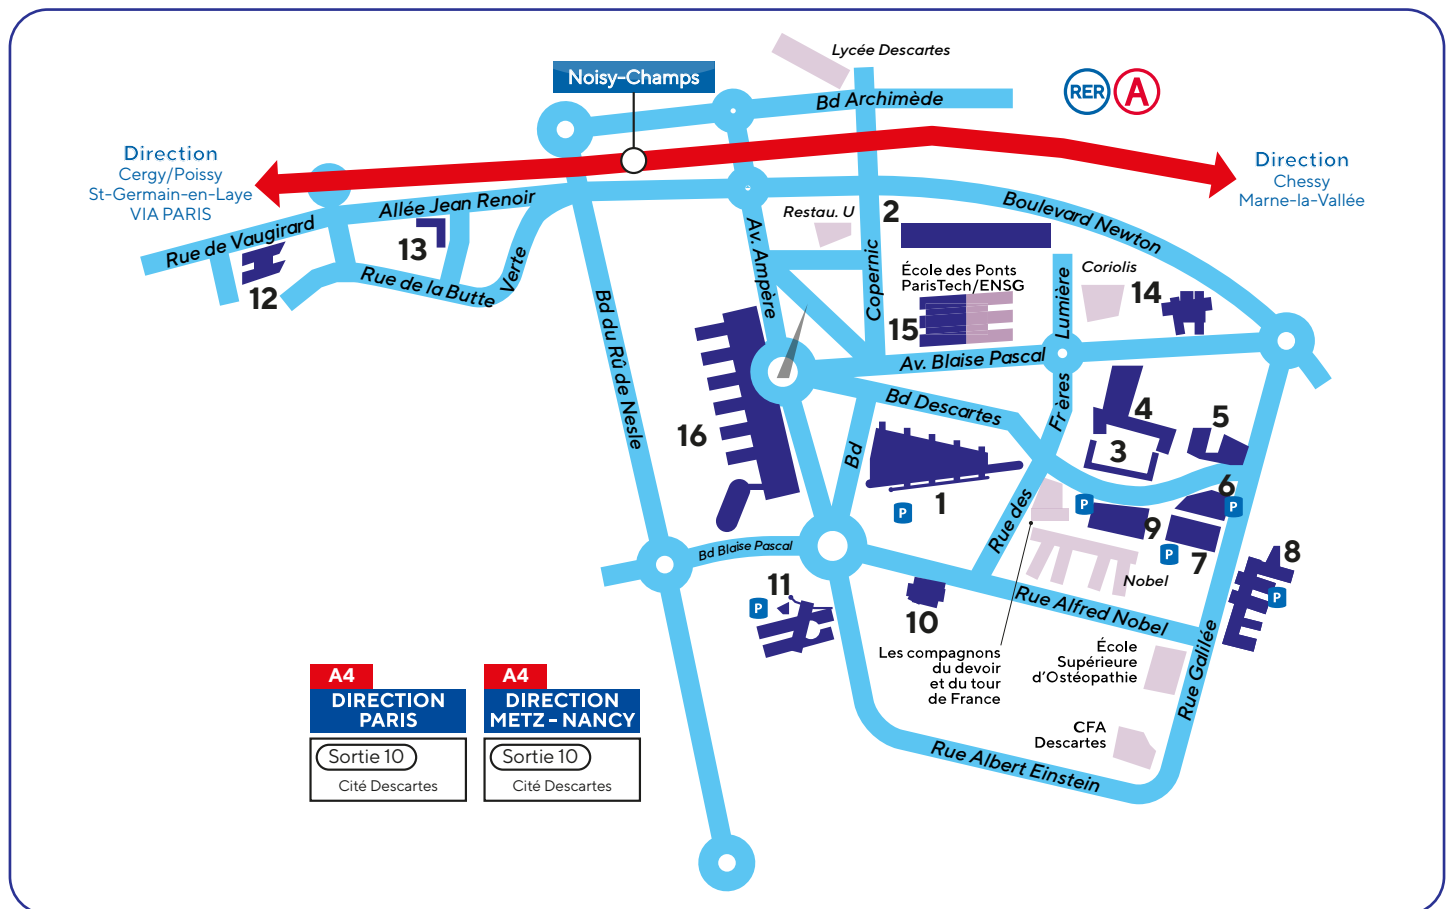 Lycée Descartes
Noisy-Champs
Bd Archimède
RER A
Direction
Cergy/Poissy
St-Germain-en-Laye
VIA PARIS
Direction
Chessy
Marne-la-Vallée
Allée Jean Renoir
Rue de Vaugirard
13
12
Rue de la Butte Verte
Restau. U
2
Boulevard Newton
Av. Ampère
Copernic
École des Ponts
ParisTech/ENSG
15
Lumière
Coriolis
14
Bd du Rû de Nesle
Av. Blaise Pascal
Bd Descartes
Frères
4
5
3
16
Bd
1
P
Rue des
P
9
6
P
7
P
8
P
Nobel
Bd Blaise Pascal
11
P
10
Rue Alfred Nobel
Les compagnons
du devoir
et du tour
de France
École
Supérieure
d'Ostéopathie
Rue Galilée
CFA
Descartes
Rue Albert Einstein
A4
DIRECTION
PARIS
Sortie 10
Cité Descartes
A4
DIRECTION
METZ - NANCY
Sortie 10
Cité Descartes